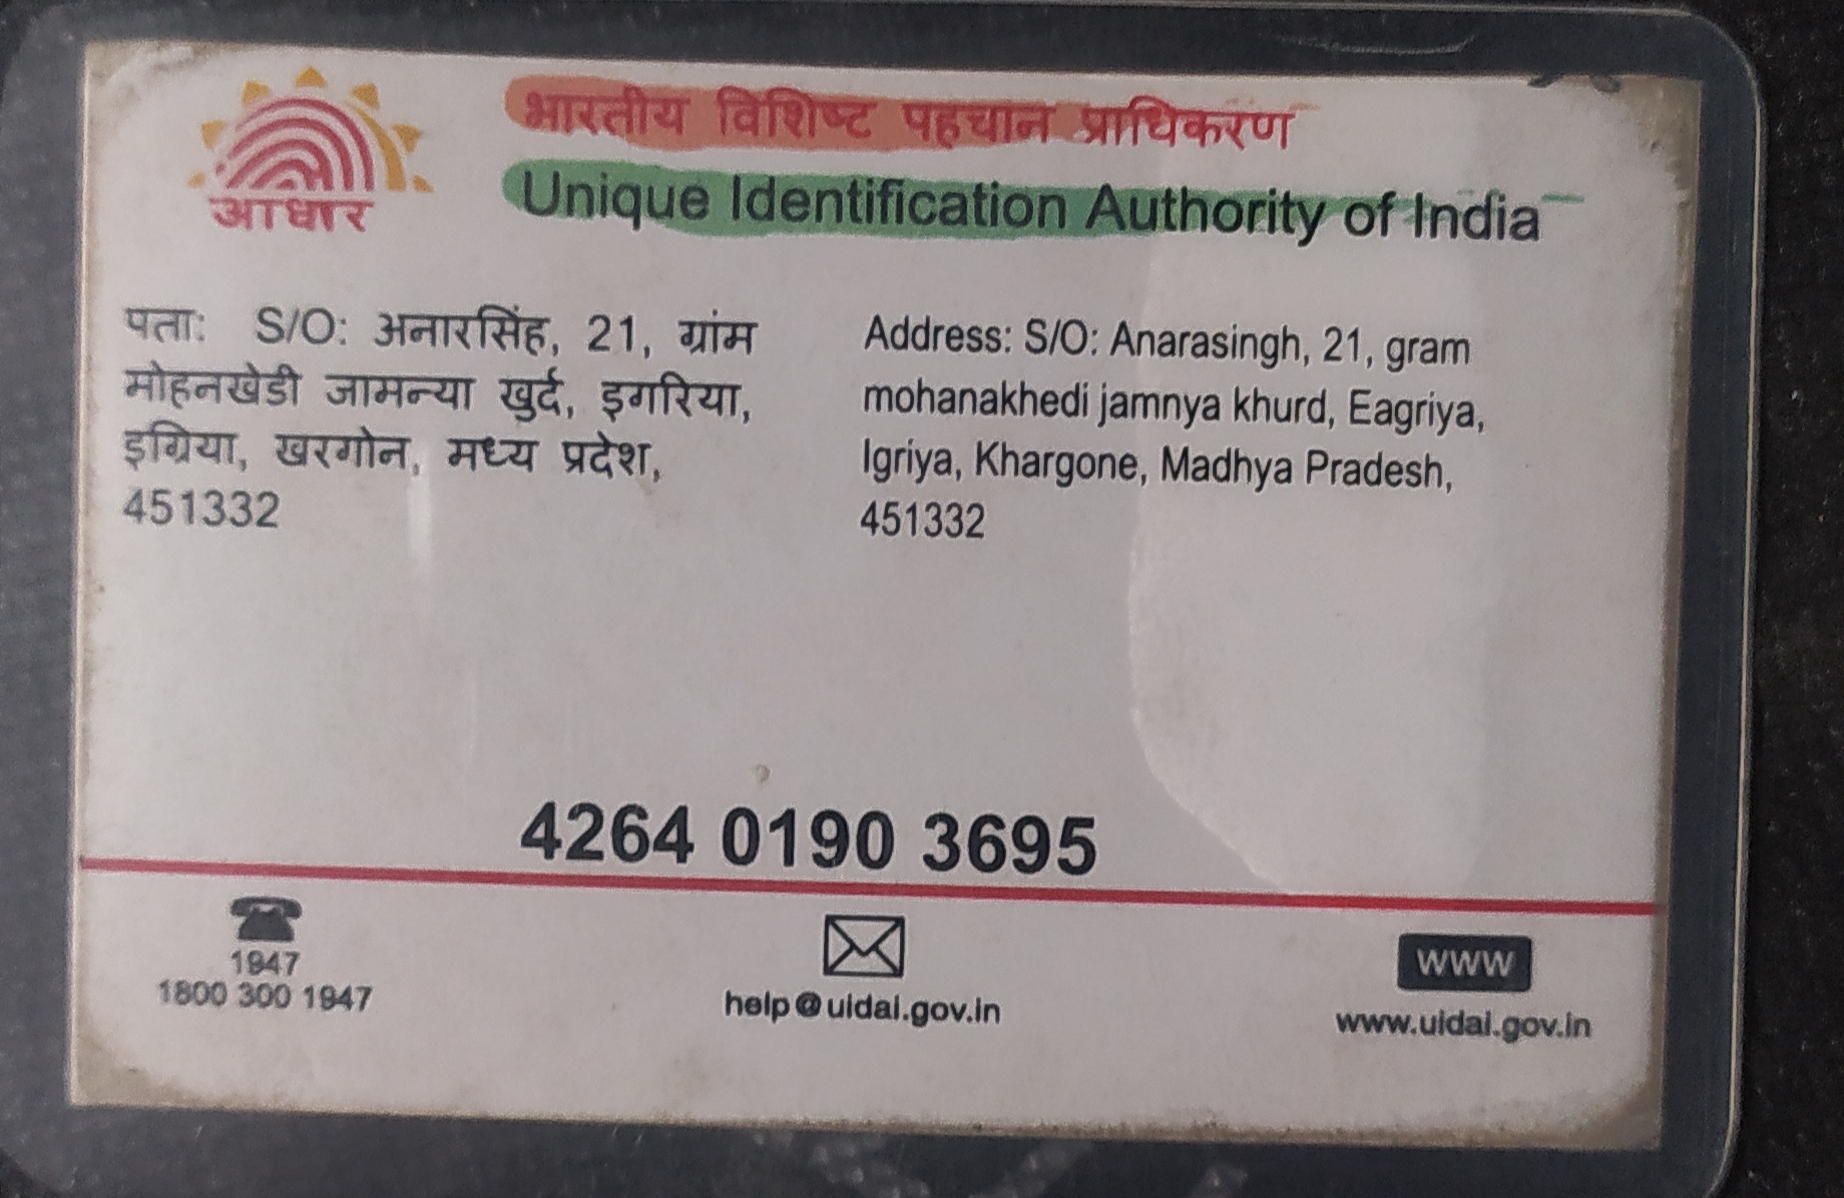 आधार
भारतीय विशिष्ट पहचान प्राधिकरण
Unique Identification Authority of India
पता: S/O: अनारसिंह, 21, ग्रांम
मोहनखेडी जामन्या खुर्द, इगरिया,
इग्रिया, खरगोन, मध्य प्रदेश,
451332
Address: S/O: Anarasingh, 21, gram
mohanakhedi jamnya khurd, Eagriya,
Igriya, Khargone, Madhya Pradesh,
451332
4264 0190 3695
1947
1800 300 1947
help@uidai.gov.in
WWW
www.uidai.gov.in